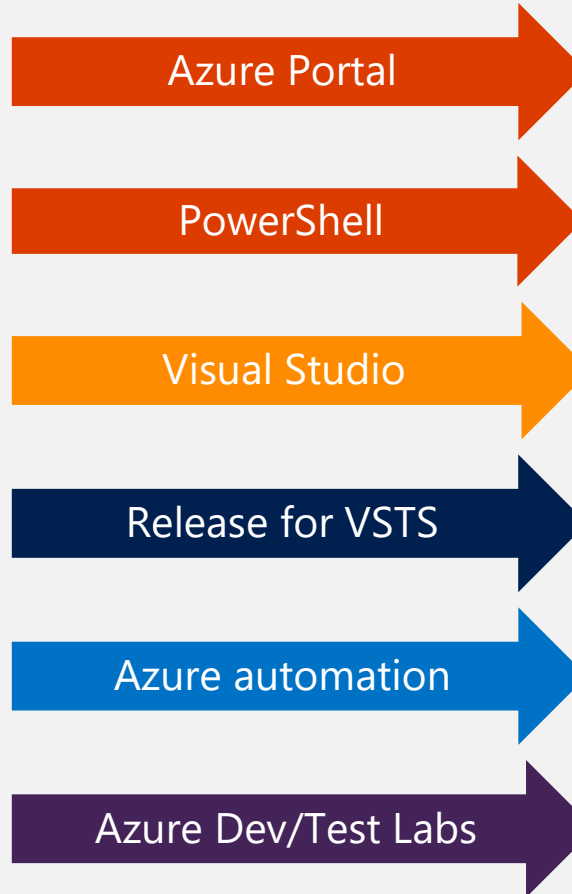 Azure Portal
PowerShell
Visual Studio
Release for VSTS
Azure automation
Azure Dev/Test Labs